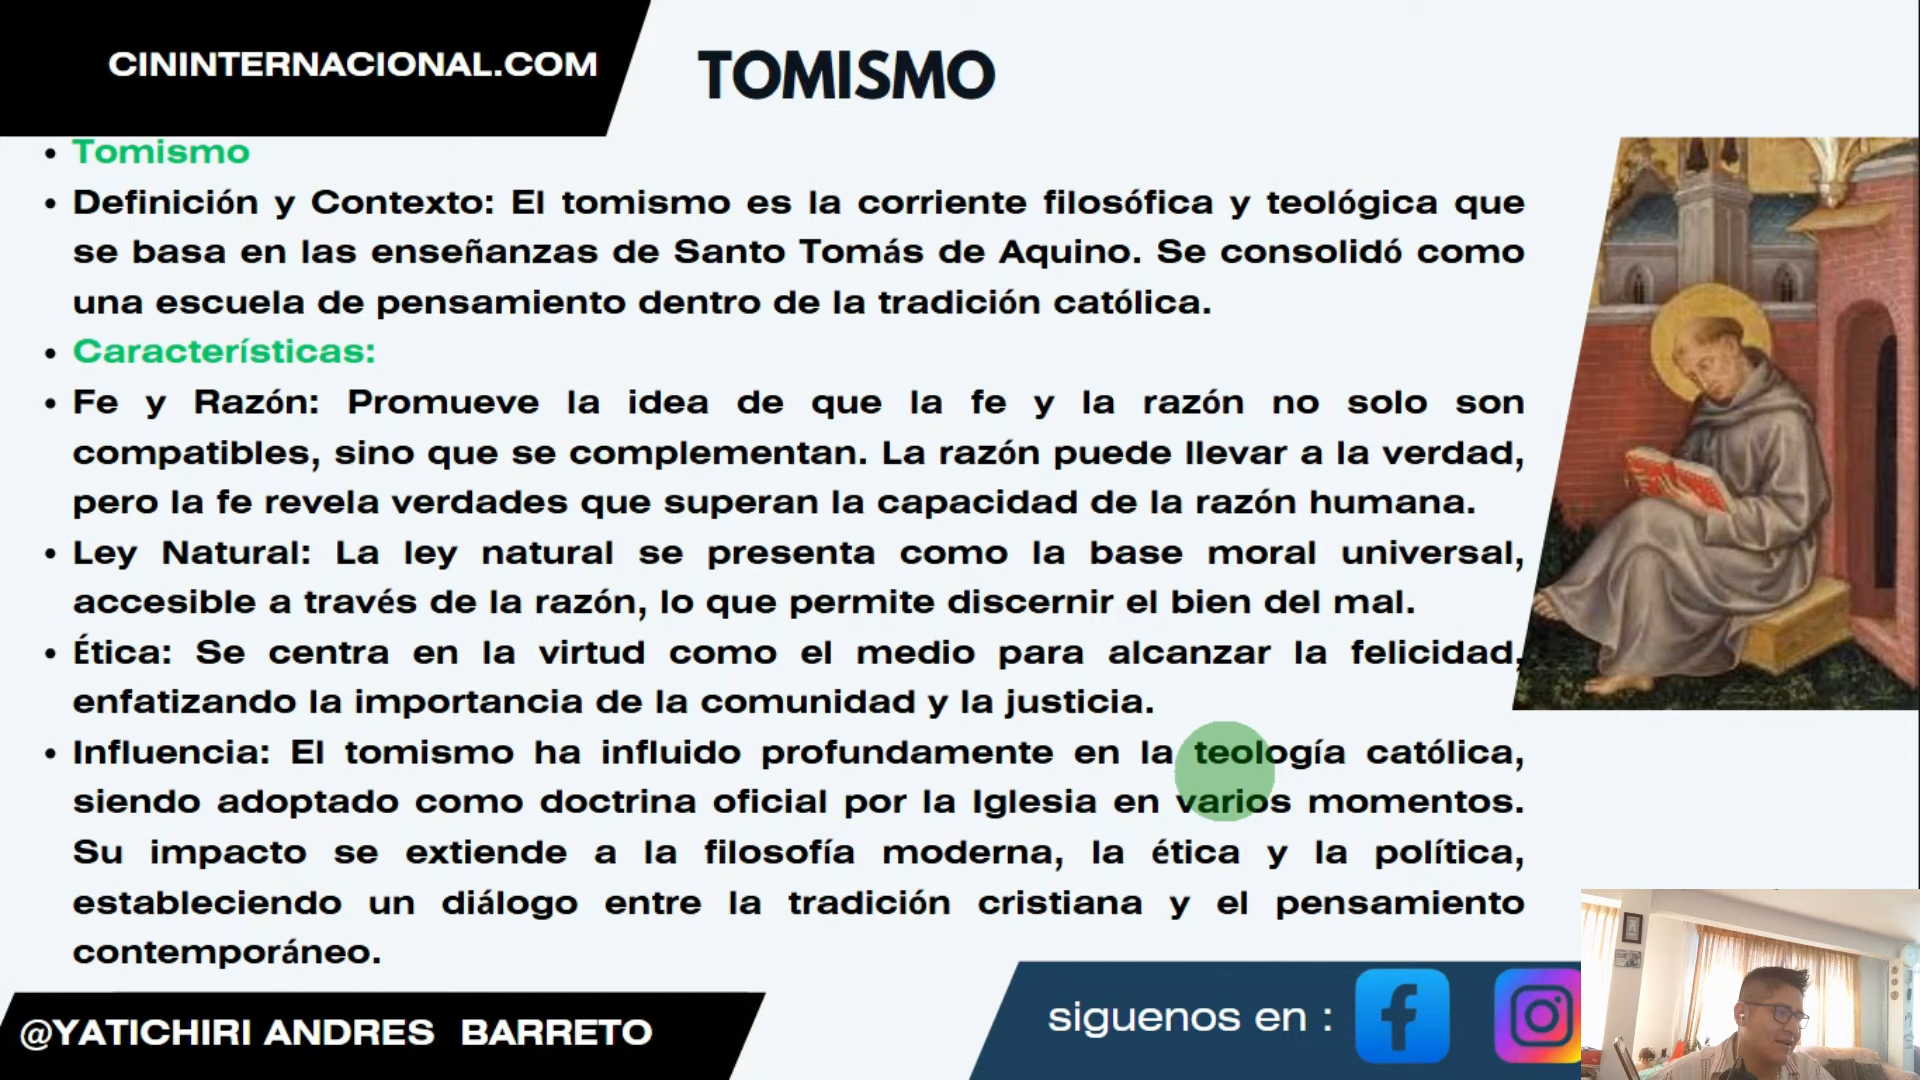 CININTERNACIONAL.COM
TOMISMO
• Tomismo
• Definición y Contexto: El tomismo es la corriente filosófica y teológica que
se basa en las enseñanzas de Santo Tomás de Aquino. Se consolidó como
una escuela de pensamiento dentro de la tradición católica.
• Características:
• Fe y Razón: Promueve la idea de que la fe y la razón no solo son
compatibles, sino que se complementan. La razón puede llevar a la verdad,
pero la fe revela verdades que superan la capacidad de la razón humana.
• Ley Natural: La ley natural se presenta como la base moral universal,
accesible a través de la razón, lo que permite discernir el bien del mal.
• Ética: Se centra en la virtud como el medio para alcanzar la felicidad,
enfatizando la importancia de la comunidad y la justicia.
• Influencia: El tomismo ha influido profundamente en la teología católica,
siendo adoptado como doctrina oficial por la Iglesia en varios momentos.
Su impacto se extiende a la filosofía moderna, la ética y la política,
estableciendo un diálogo entre la tradición cristiana y el pensamiento
contemporáneo.
@YATICHIRI ANDRES BARRETO
siguenos en :